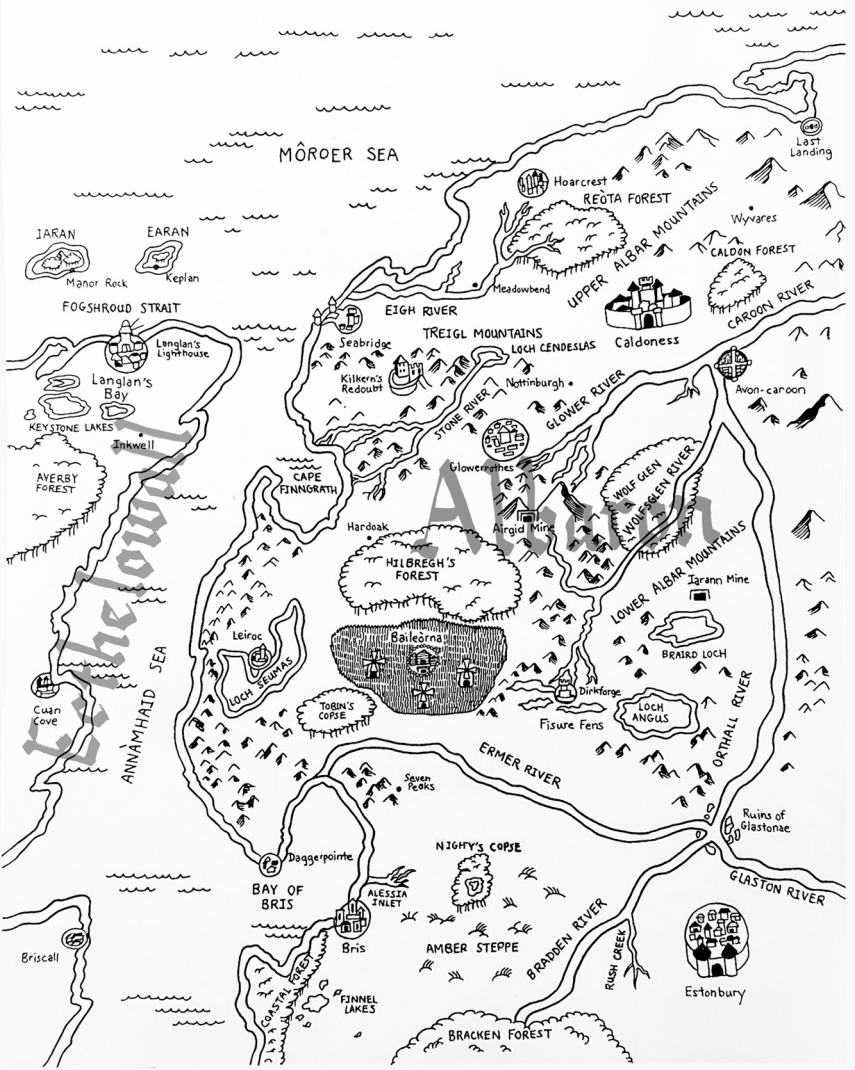 MÔROER SEA
Last
Landing
Hoarcrest
REÒTA FOREST
Wyvares
IARAN
EARAN
Manor Rock
Keplan
UPPER ALBAR MOUNTAINS
CALDON FOREST
Meadowbend
FOGSHROUD STRAIT
EIGH RIVER
CAROON RIVER
Langlan's
Lighthouse
Seabridge
TREIGL MOUNTAINS
Caldoness
LOCH CENDESLAS
Kilkern's
Redoubt
Nottinburgh
Langlan's
Bay
Avon-caroon
GLOWER RIVER
STONE RIVER
KEYSTONE LAKES
Inkwell
Glowerrothes
AVERBY
FOREST
CAPE
FINNGRATH
WOLF GLEN
WOLF-GLEN RIVER
Alburon
Airgid Mine
Hardoak
HILBREGH'S
FOREST
LOWER ALBAR MOUNTAINS
Iarann Mine
Leiroc
Baileòrna
BRAIRD LOCH
LOCH SEUMAS
Cuan
Cove
TOBIN'S
COPSE
Dirkforge
Fisure Fens
LOCH
ANGUS
ANNÀMHAID SEA
ORTHALL RIVER
ERMER RIVER
Seven
Peaks
Ruins of
Glastonae
Daggerpointe
NIGHY'S COPSE
GLASTON RIVER
BAY OF
BRIS
ALESSIA
INLET
Bris
AMBER STEPPE
BRADDEN RIVER
RUSH CREEK
Briscall
Estonbury
COASTAL FOREST
FINNEL
LAKES
BRACKEN FOREST